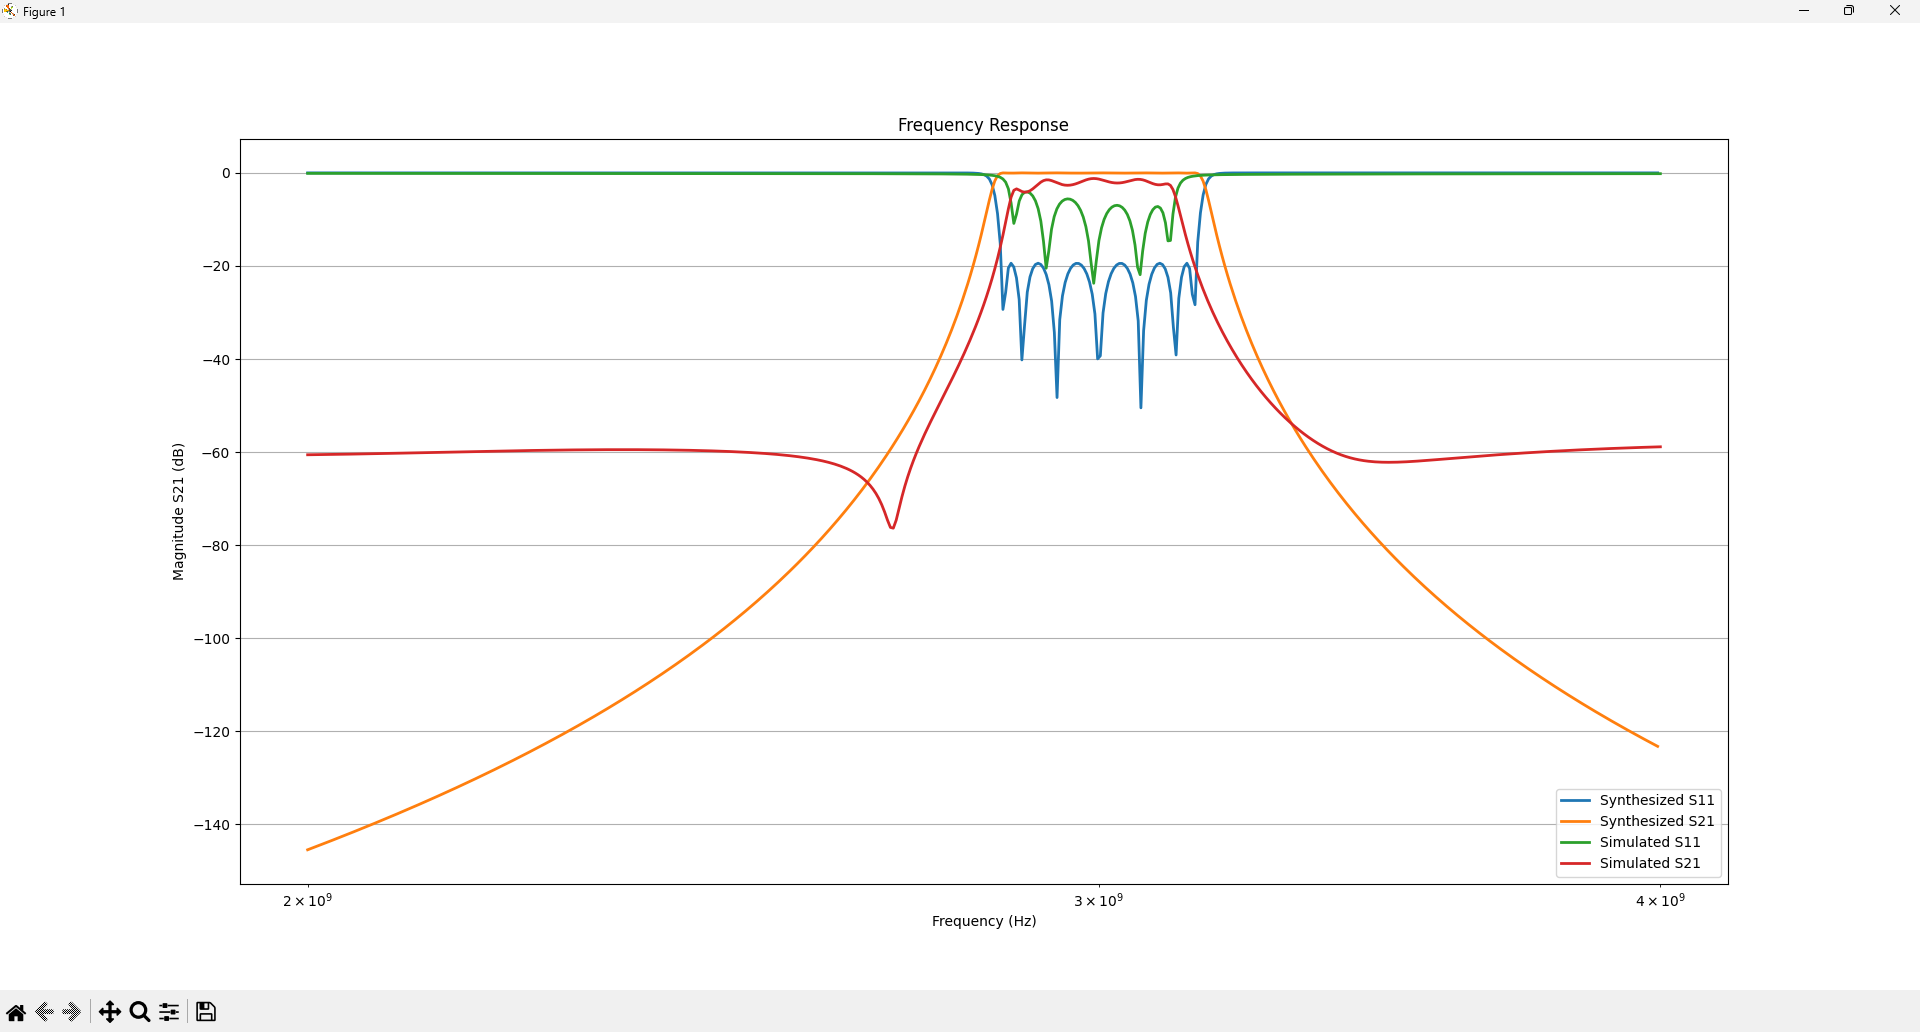 Figure 1
Frequency Response
0
−20
−40
−60
−80
−100
−120
−140
Magnitude S21 (dB)
2 × 10⁹
3 × 10⁹
4 × 10⁹
Frequency (Hz)
Synthesized S11
Synthesized S21
Simulated S11
Simulated S21